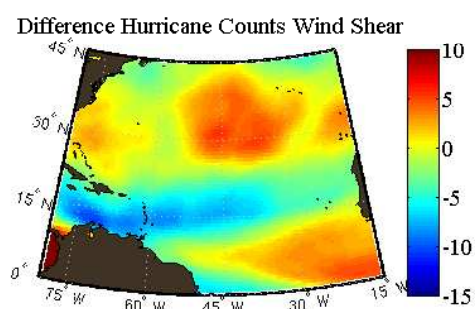 Difference Hurricane Counts Wind Shear
45° N
30° N
15° N
0°
75° W
60° W
45° W
30° W
15° W
10
5
0
-5
-10
-15